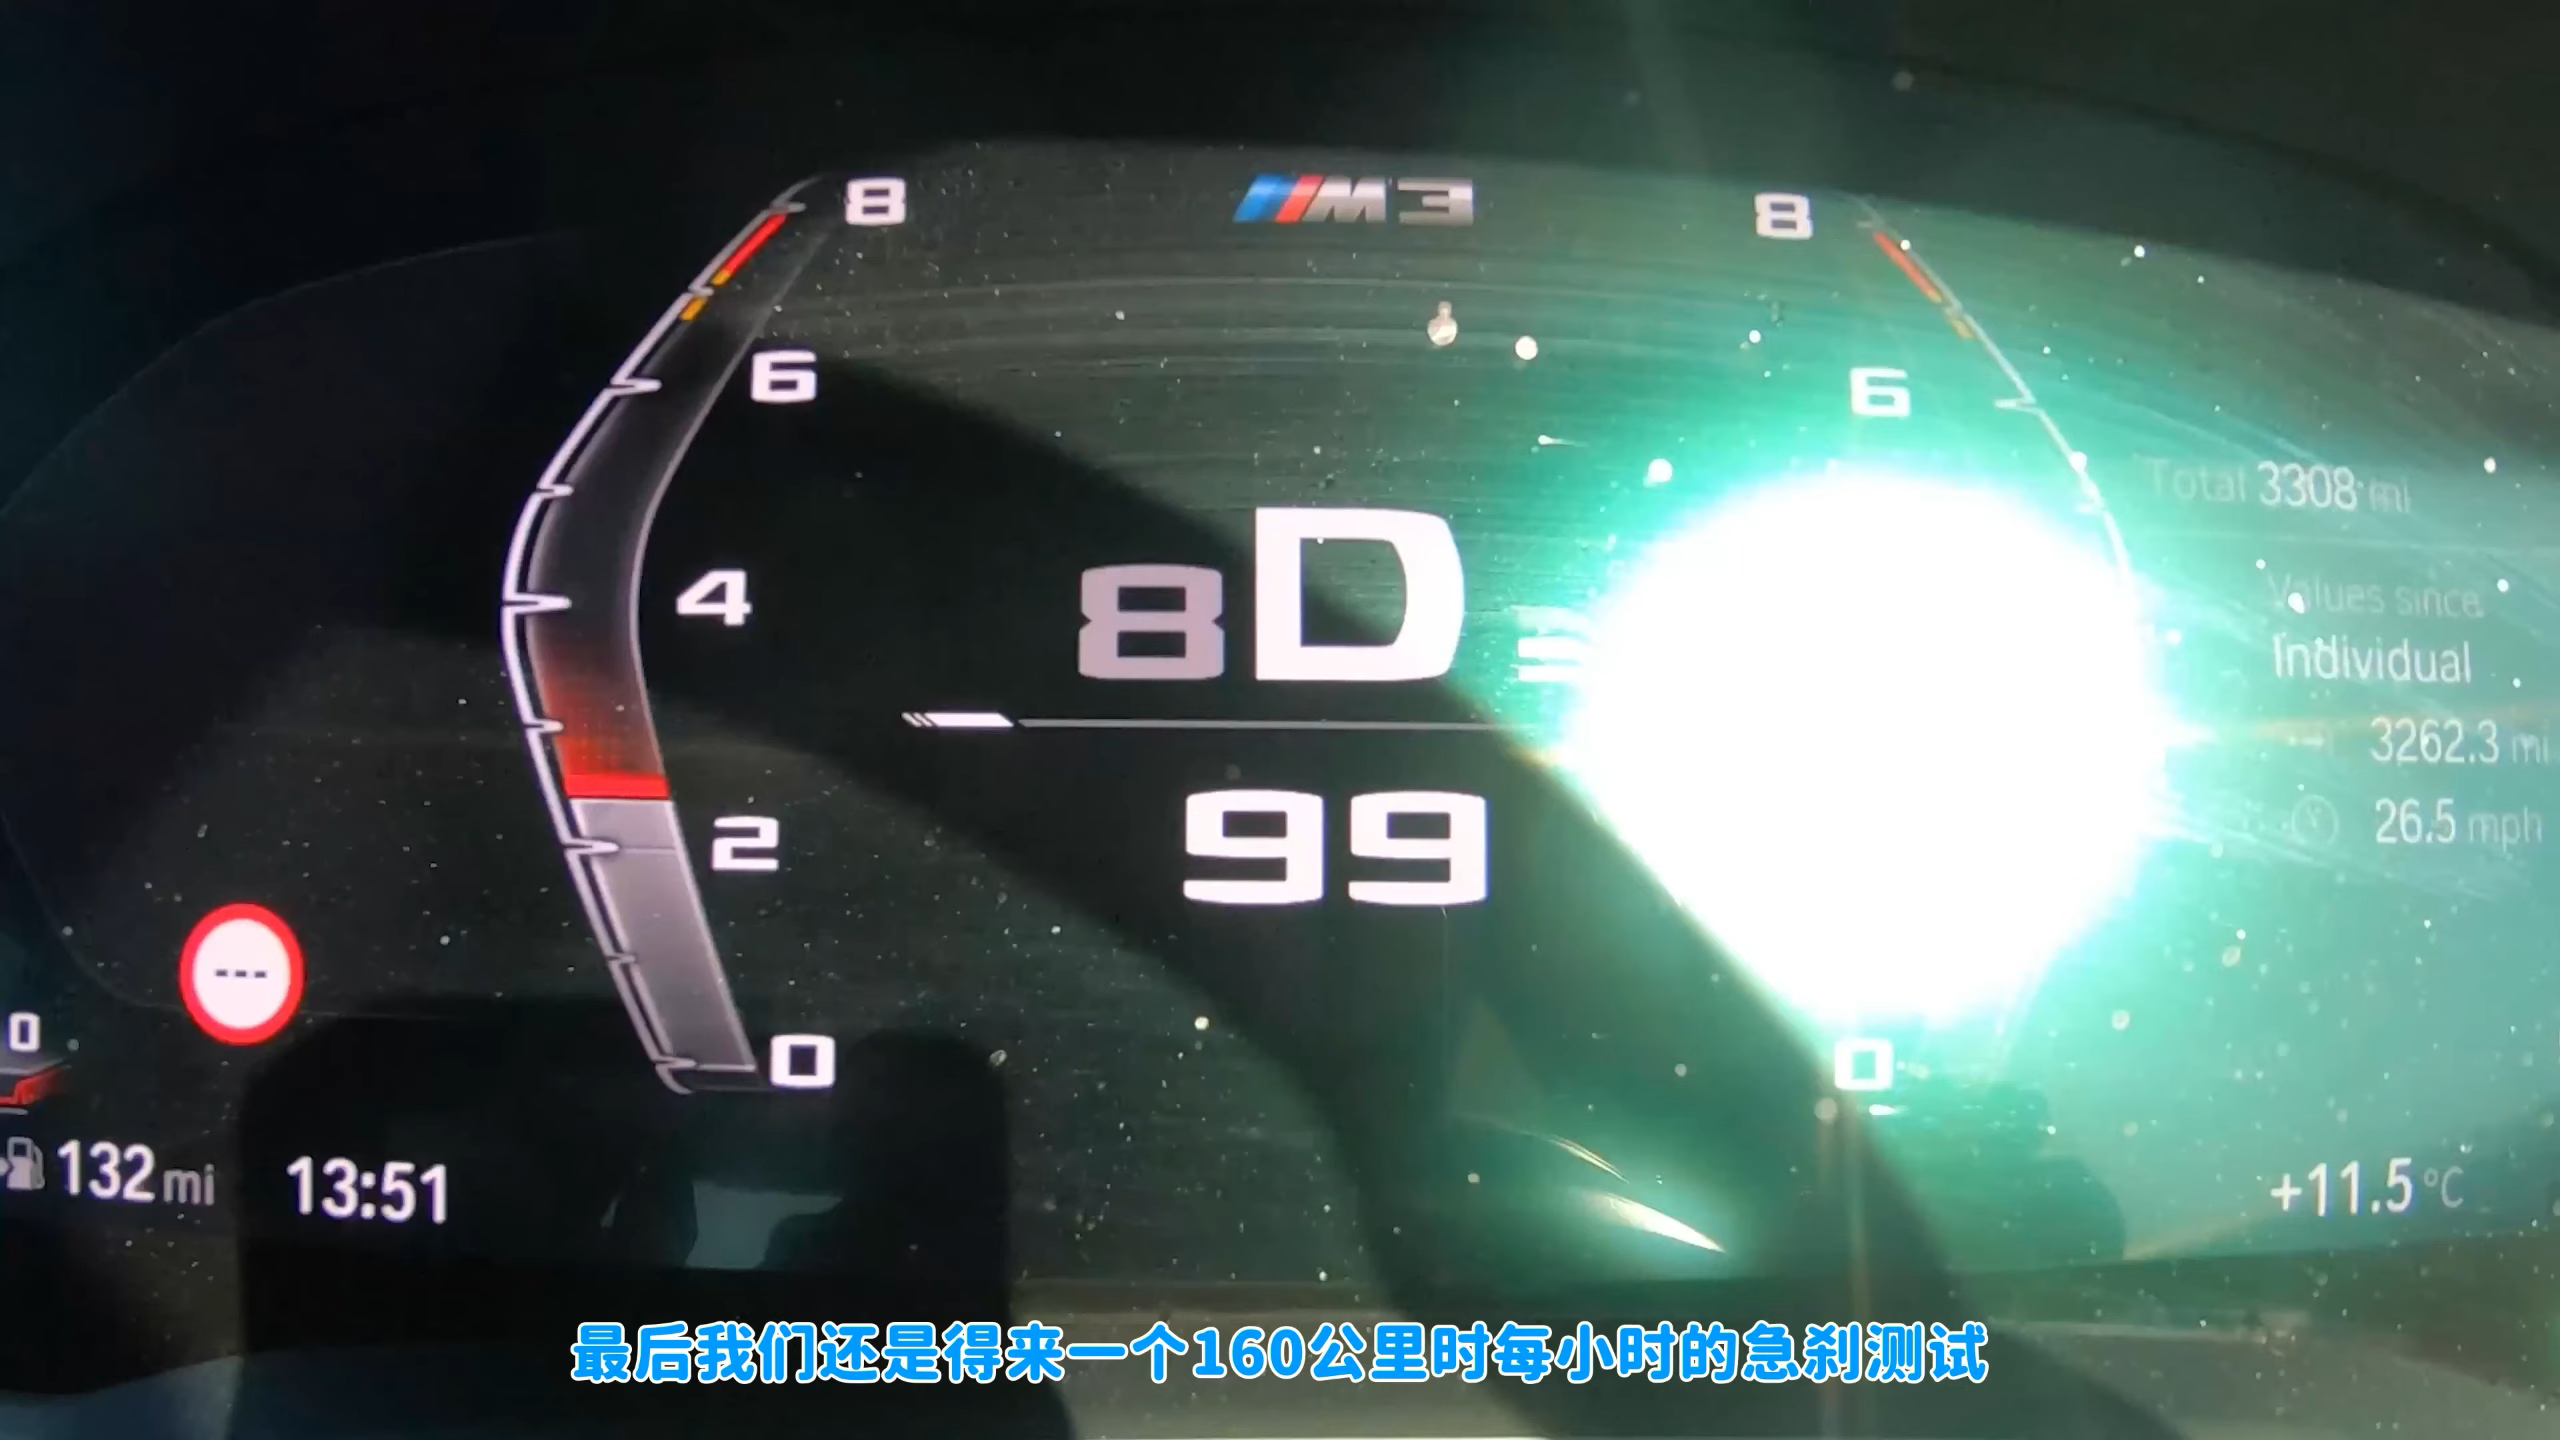 8
M3
8
6
6
Total 3308 mi
4
8D
Values since
Individual
3262.3 mi
2
99
26.5 mph
---
0
0
0
132 mi
13:51
+11.5 °C
最后我们还是得来一个160公里时每小时的急刹测试